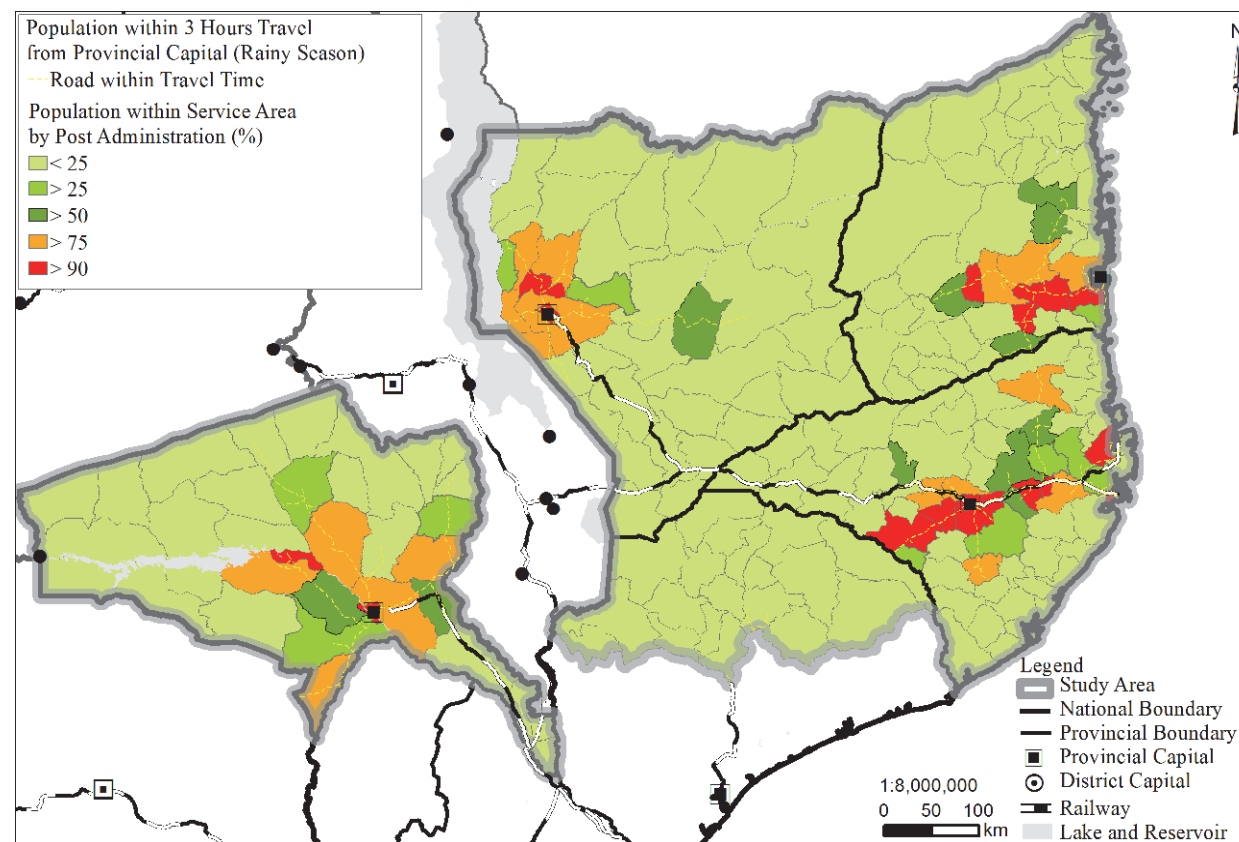 Population within 3 Hours Travel
from Provincial Capital (Rainy Season)
Road within Travel Time
Population within Service Area
by Post Administration (%)
< 25
> 25
> 50
> 75
> 90
N
Legend
Study Area
National Boundary
Provincial Boundary
Provincial Capital
District Capital
Railway
Lake and Reservoir
1:8,000,000
0 50 100
km